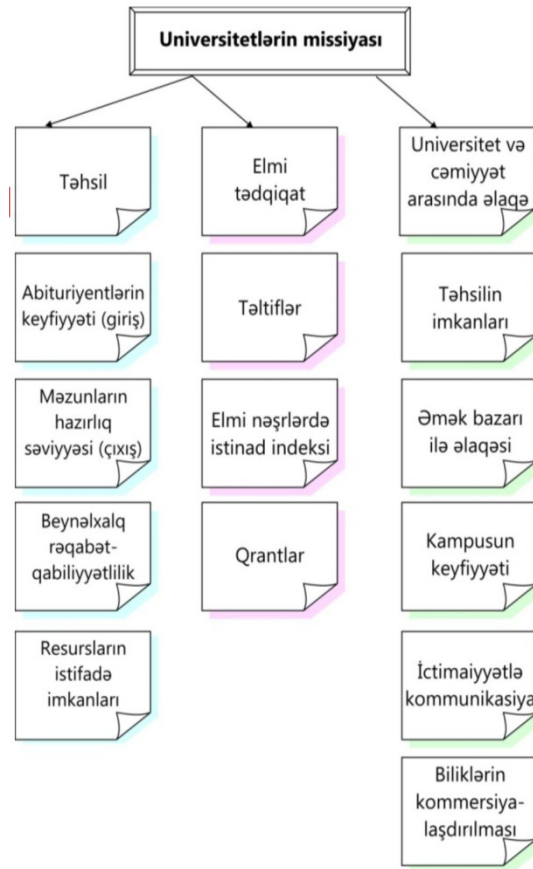 Universitetlərin missiyası
Təhsil
Abituriyentlərin
keyfiyyəti (giriş)
Məzunların
hazırlıq
səviyyəsi (çıxış)
Beynəlxalq
rəqabət-
qabiliyyətlilik
Resursların
istifadə
imkanları
Elmi
tədqiqat
Təltiflər
Elmi nəşrlərdə
istinad indeksi
Qrantlar
Universitet və
cəmiyyət
arasında əlaqə
Təhsilin
imkanları
Əmək bazarı
ilə əlaqəsi
Kampusun
keyfiyyəti
İctimaiyyətlə
kommunikasiya
Biliklərin
kommersiya-
laşdırılması